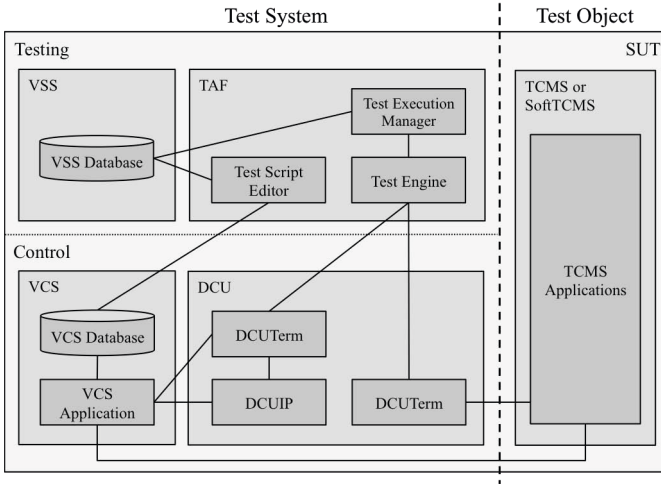 Test System
Test Object
Testing
SUT
VSS
TAF
TCMS or
SoftTCMS
Test Execution
Manager
VSS Database
Test Script
Editor
Test Engine
TCMS
Applications
Control
VCS
DCU
VCS Database
DCUTerm
VCS
Application
DCUIP
DCUTerm